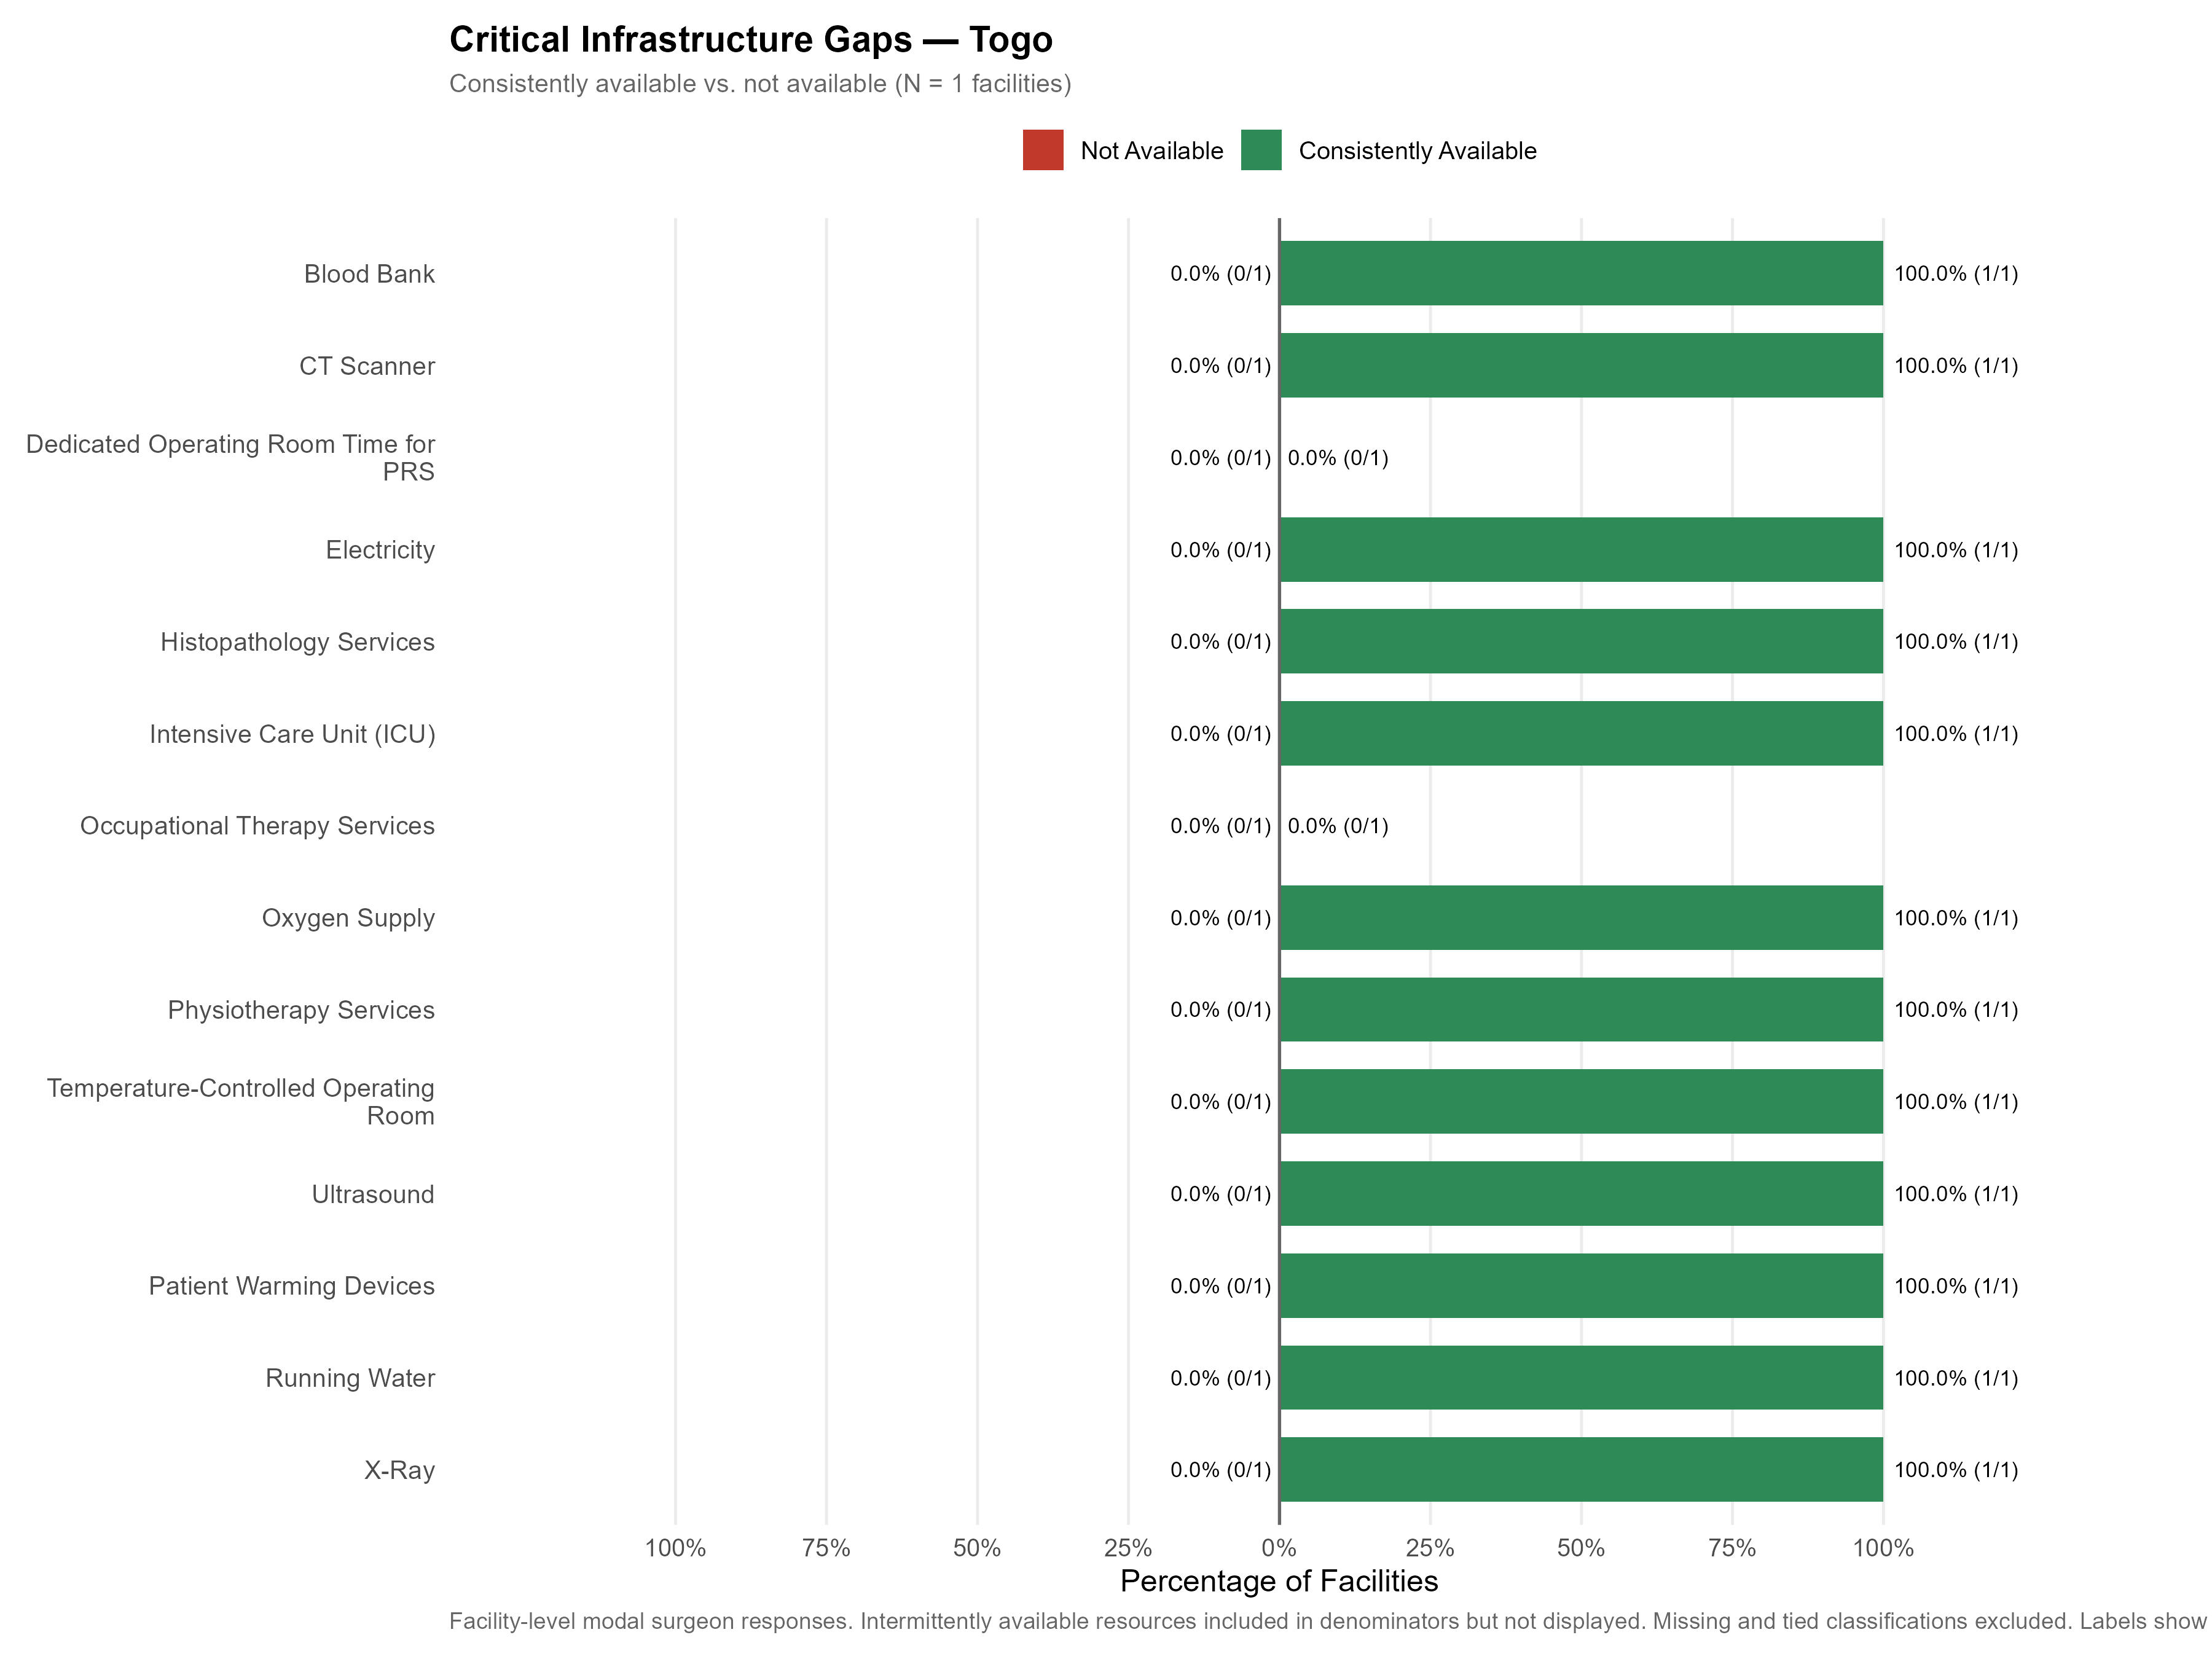 Critical Infrastructure Gaps — Togo
Consistently available vs. not available (N = 1 facilities)
Not Available Consistently Available
Blood Bank 0.0% (0/1) 100.0% (1/1)
CT Scanner 0.0% (0/1) 100.0% (1/1)
Dedicated Operating Room Time for
PRS 0.0% (0/1) 0.0% (0/1)
Electricity 0.0% (0/1) 100.0% (1/1)
Histopathology Services 0.0% (0/1) 100.0% (1/1)
Intensive Care Unit (ICU) 0.0% (0/1) 100.0% (1/1)
Occupational Therapy Services 0.0% (0/1) 0.0% (0/1)
Oxygen Supply 0.0% (0/1) 100.0% (1/1)
Physiotherapy Services 0.0% (0/1) 100.0% (1/1)
Temperature-Controlled Operating
Room 0.0% (0/1) 100.0% (1/1)
Ultrasound 0.0% (0/1) 100.0% (1/1)
Patient Warming Devices 0.0% (0/1) 100.0% (1/1)
Running Water 0.0% (0/1) 100.0% (1/1)
X-Ray 0.0% (0/1) 100.0% (1/1)
100% 75% 50% 25% 0% 25% 50% 75% 100%
Percentage of Facilities
Facility-level modal surgeon responses. Intermittently available resources included in denominators but not displayed. Missing and tied classifications excluded. Labels show